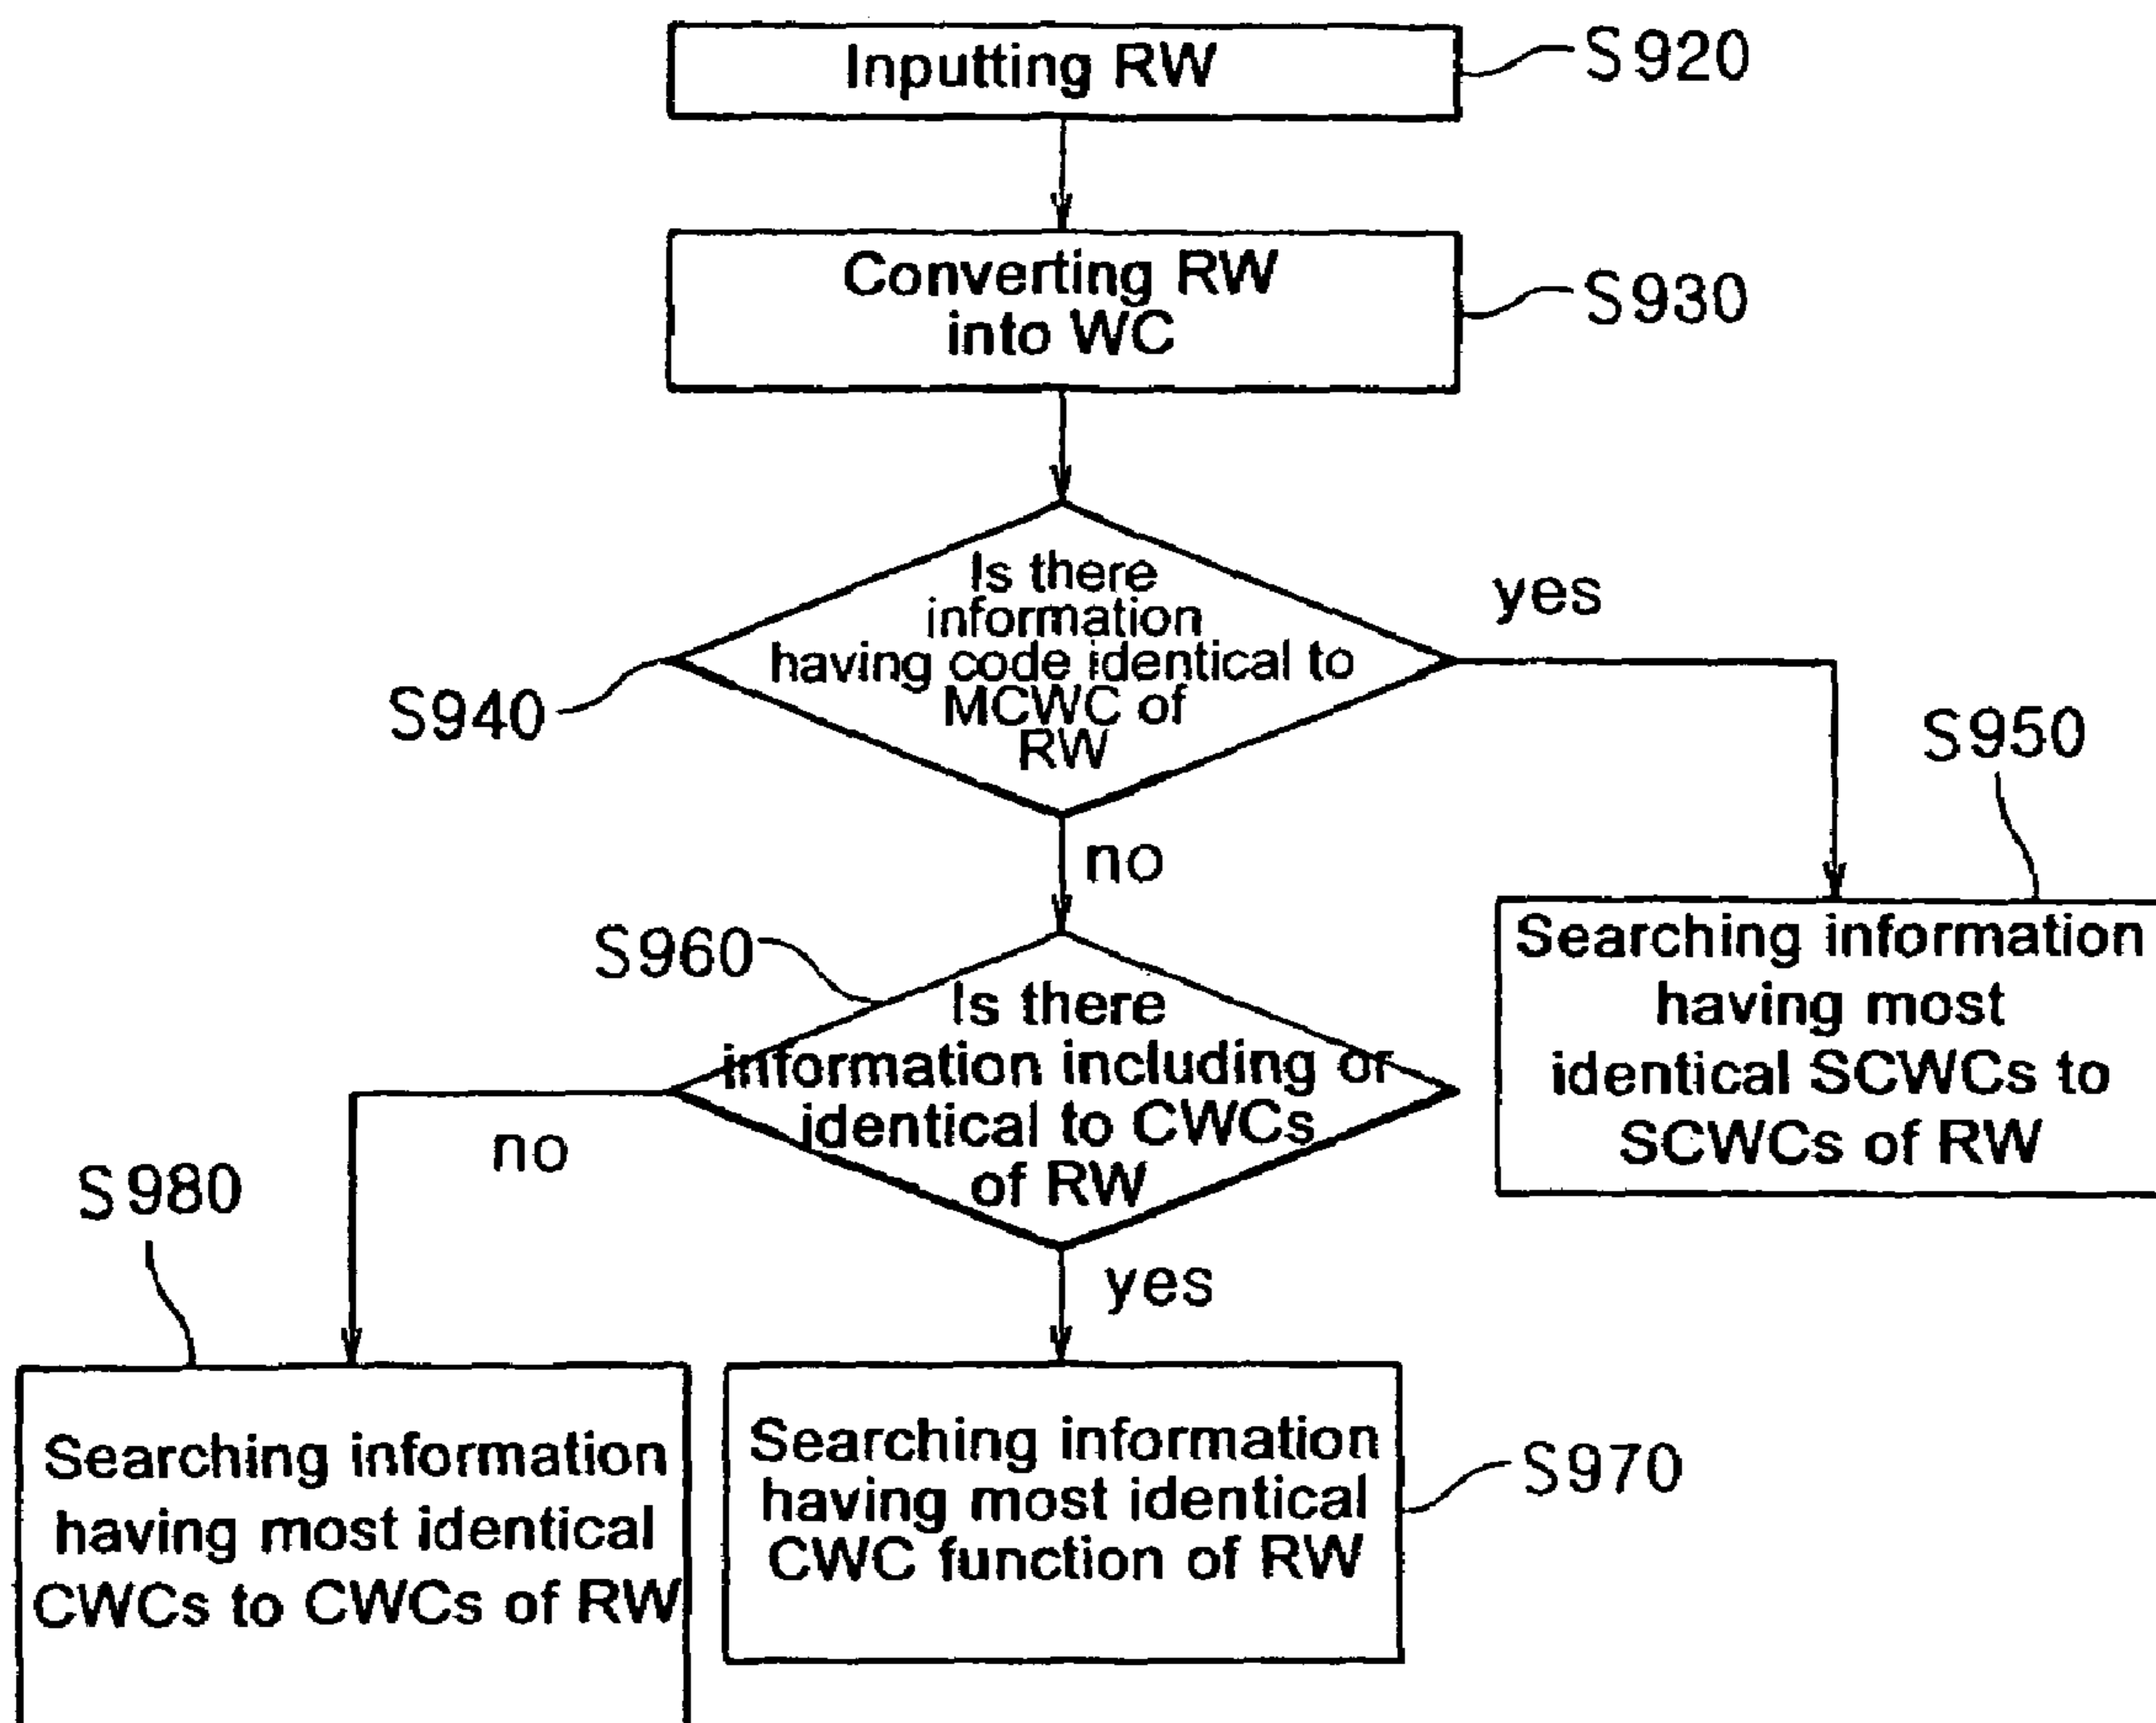 Inputting RW
S920
Converting RW
into WC
S930
Is there
information
having code identical to
MCWC of
RW
yes
S940
S950
no
Searching information
having most
identical SCWCs to
SCWCs of RW
S960
Is there
information including or
identical to CWCs
of RW
no
S980
yes
Searching information
having most identical
CWCs to CWCs of RW
Searching information
having most identical
CWC function of RW
S970